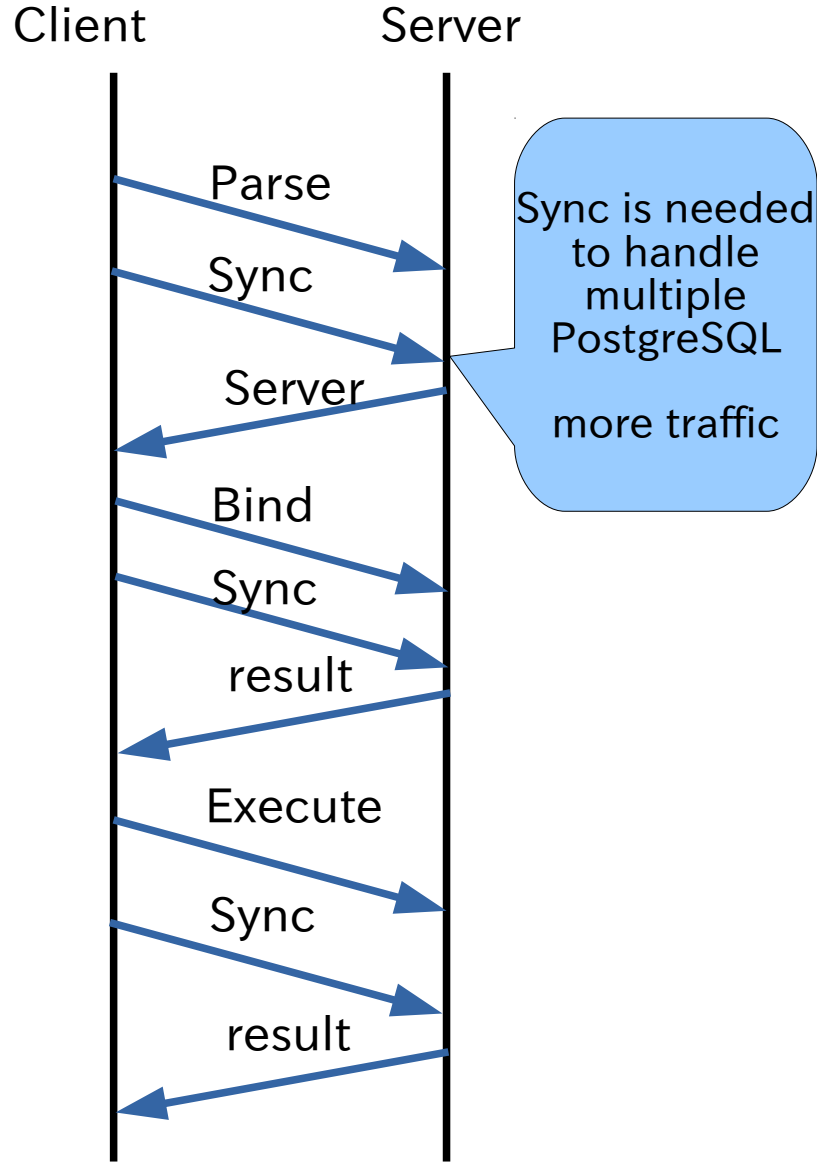 Client
Server
Parse
Sync
Server
Bind
Sync
result
Execute
Sync
result
Sync is needed
to handle
multiple
PostgreSQL
more traffic